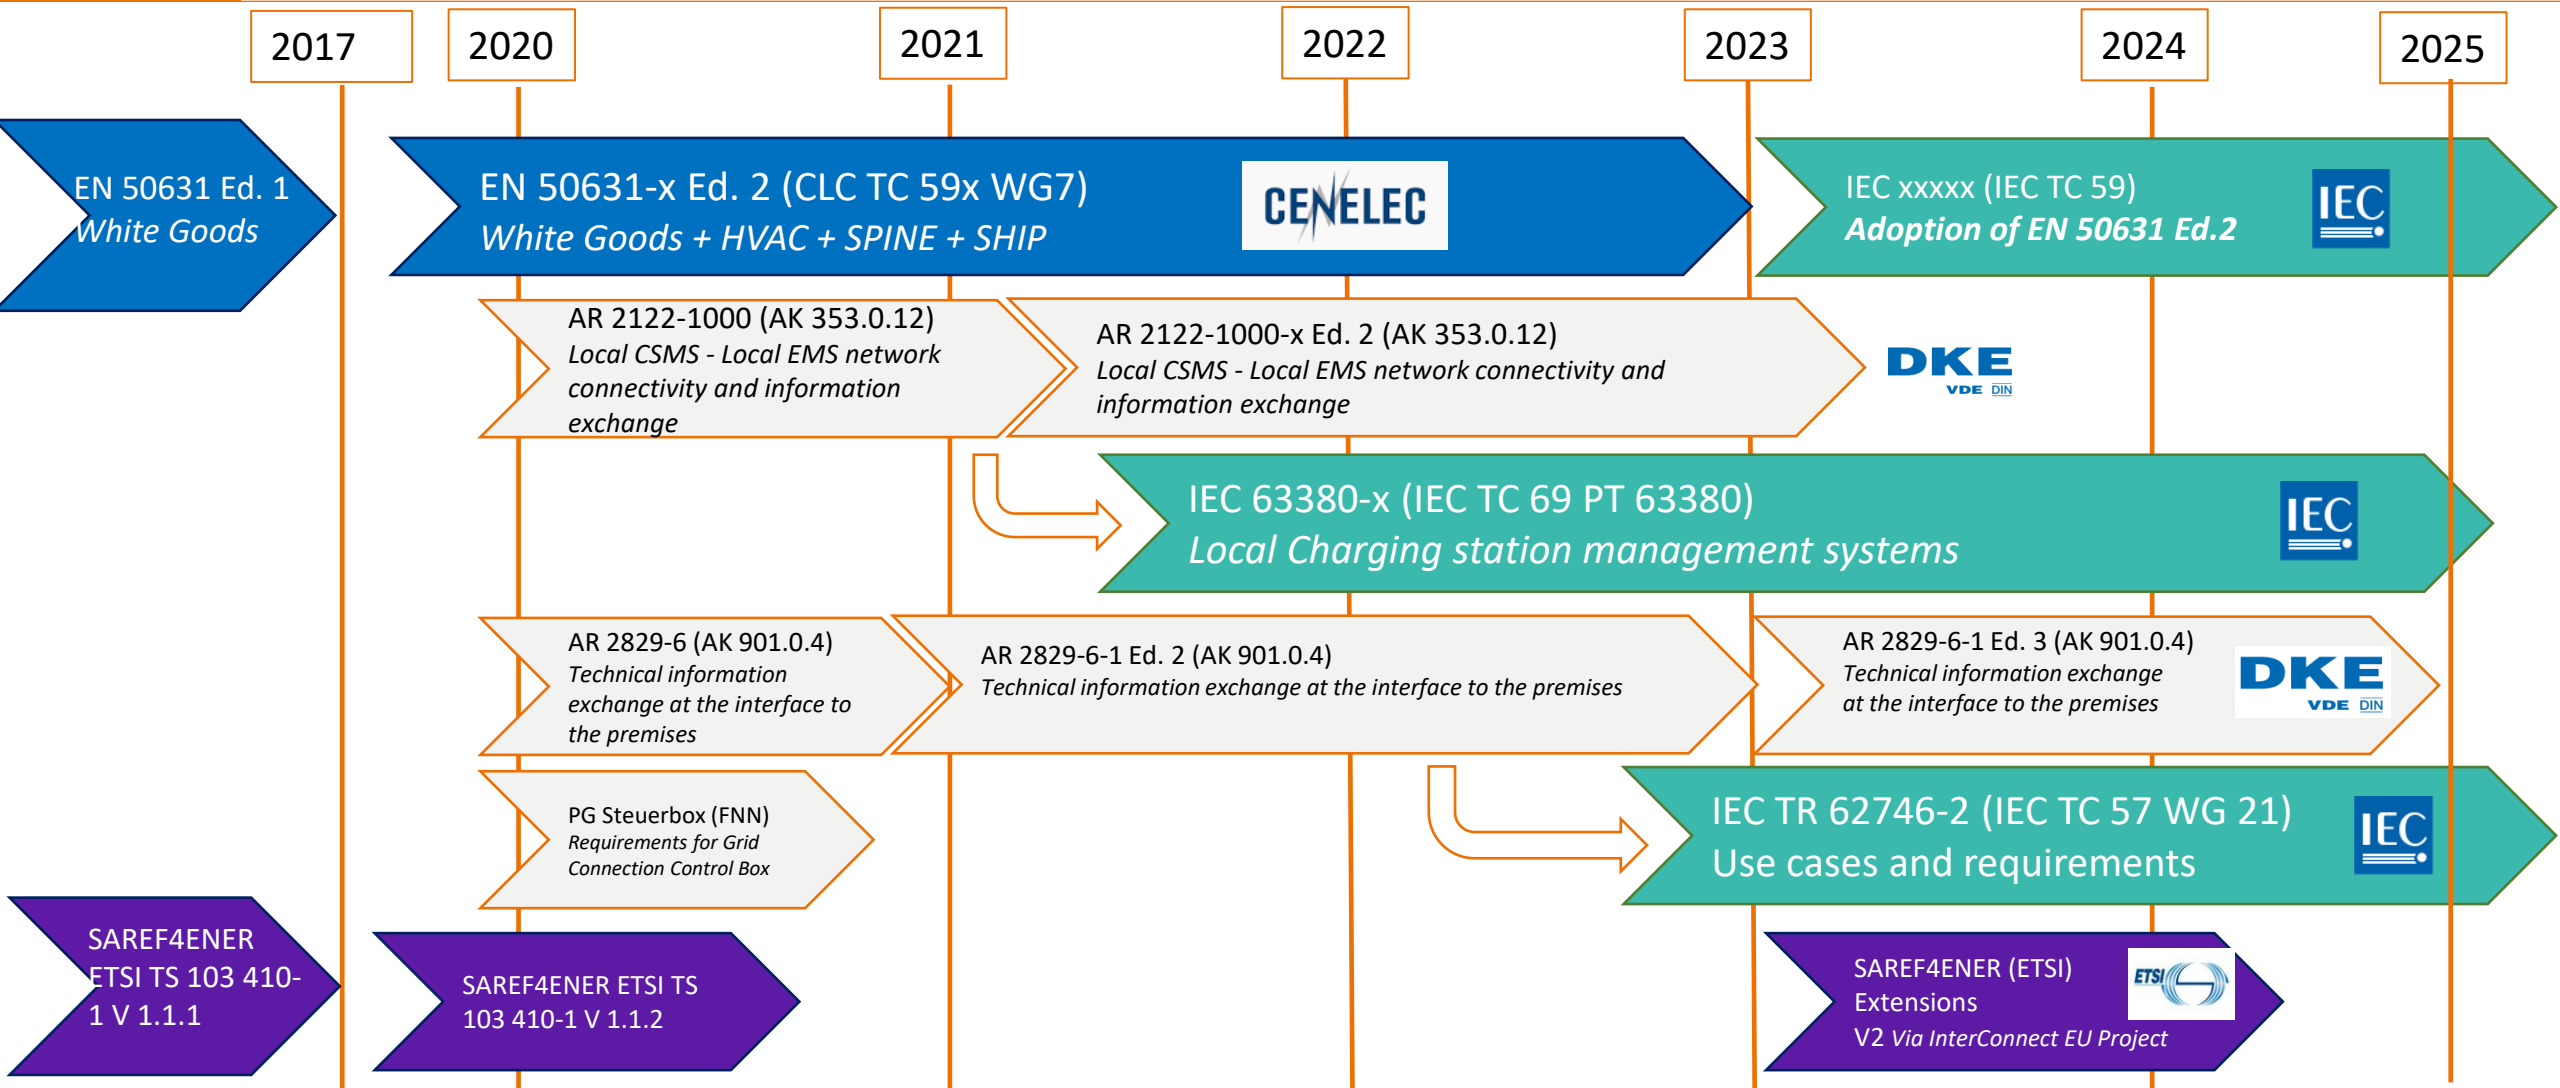 2017
2020
2021
2022
2023
2024
2025
EN 50631 Ed. 1
White Goods
EN 50631-x Ed. 2 (CLC TC 59x WG7)
White Goods + HVAC + SPINE + SHIP
CENELEC
IEC xxxxx (IEC TC 59)
Adoption of EN 50631 Ed.2
IEC
AR 2122-1000 (AK 353.0.12)
Local CSMS - Local EMS network
connectivity and information
exchange
AR 2122-1000-x Ed. 2 (AK 353.0.12)
Local CSMS - Local EMS network connectivity and
information exchange
DKE
VDE DIN
IEC 63380-x (IEC TC 69 PT 63380)
Local Charging station management systems
IEC
AR 2829-6 (AK 901.0.4)
Technical information
exchange at the interface to
the premises
AR 2829-6-1 Ed. 2 (AK 901.0.4)
Technical information exchange at the interface to the premises
AR 2829-6-1 Ed. 3 (AK 901.0.4)
Technical information exchange
at the interface to the premises
DKE
VDE DIN
PG Steuerbox (FNN)
Requirements for Grid
Connection Control Box
IEC TR 62746-2 (IEC TC 57 WG 21)
Use cases and requirements
IEC
SAREF4ENER
ETSI TS 103 410-
1 V 1.1.1
SAREF4ENER ETSI TS
103 410-1 V 1.1.2
SAREF4ENER (ETSI)
Extensions
V2 Via InterConnect EU Project
ETSI